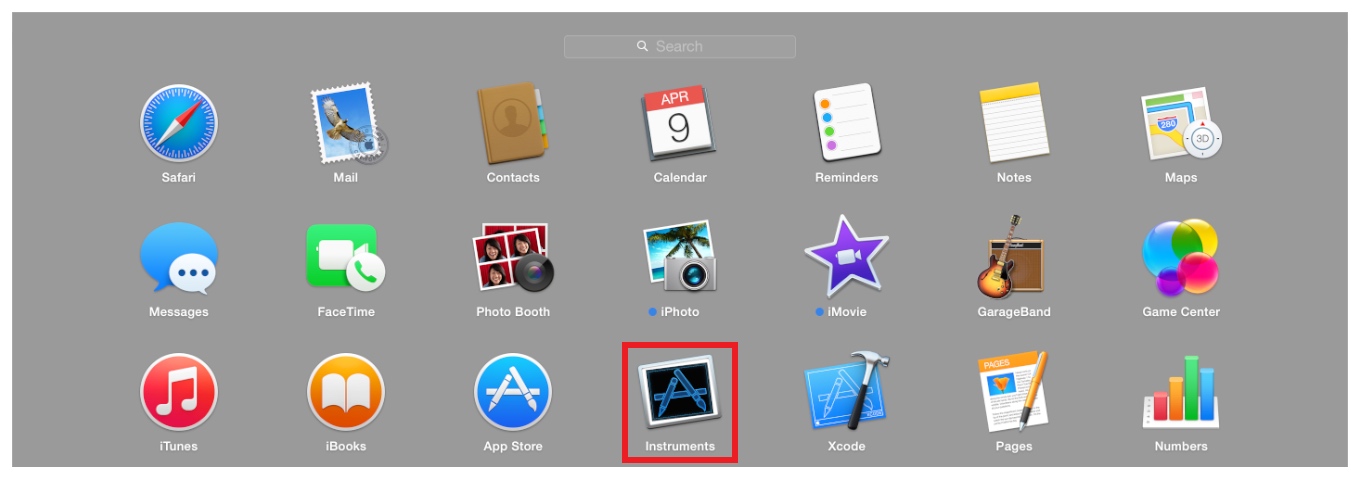 Search
APR
9
280
3D
Safari
Mail
Contacts
Calendar
Reminders
Notes
Maps
Messages
FaceTime
Photo Booth
iPhoto
iMovie
GarageBand
Game Center
PAGES
iTunes
iBooks
App Store
Instruments
Xcode
Pages
Numbers